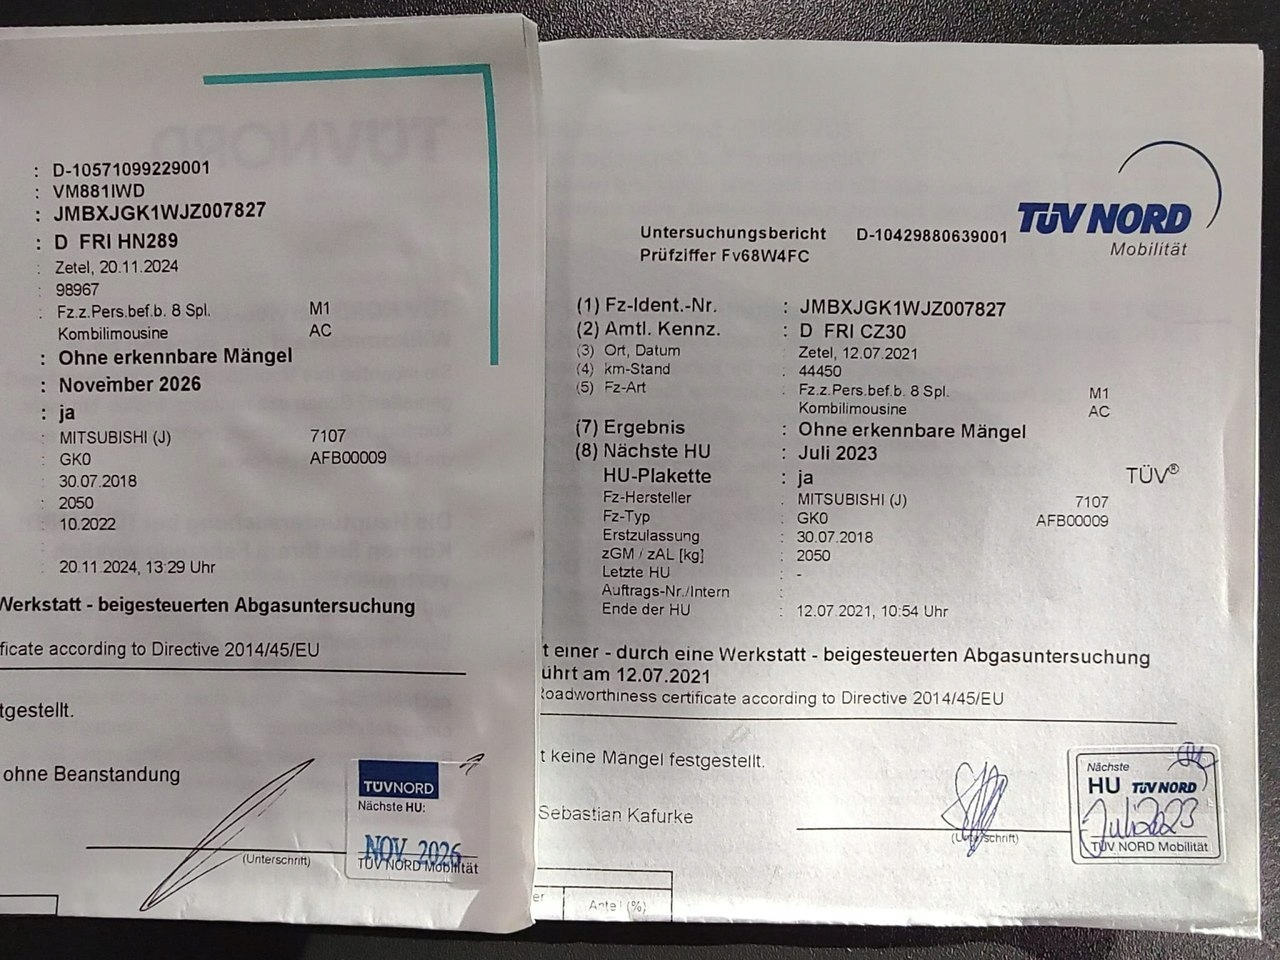 : D-10571099229001
: VM881IWD
: JMBXJGK1WJZ007827
: D FRI HN289
: Zetel, 20.11.2024
: 98967
: Fz.z.Pers.bef.b. 8 Spl. M1
Kombilimousine AC
: Ohne erkennbare Mängel
: November 2026
: ja
: MITSUBISHI (J) 7107
: GK0 AFB00009
: 30.07.2018
: 2050
: 10.2022
:
: 20.11.2024, 13:29 Uhr
Werkstatt - beigesteuerten Abgasuntersuchung
ficate according to Directive 2014/45/EU
tgestellt.
ohne Beanstandung
(Unterschrift)
TÜVNORD
Nächste HU:
NOV. 2026
TÜV NORD Mobilität
TÜV NORD
Mobilität
Untersuchungsbericht D-10429880639001
Prüfziffer Fv68W4FC
(1) Fz-Ident.-Nr. : JMBXJGK1WJZ007827
(2) Amtl. Kennz. : D FRI CZ30
(3) Ort, Datum : Zetel, 12.07.2021
(4) km-Stand : 44450
(5) Fz-Art : Fz.z.Pers.bef.b. 8 Spl. M1
Kombilimousine AC
(7) Ergebnis : Ohne erkennbare Mängel
(8) Nächste HU : Juli 2023
HU-Plakette : ja TÜV®
Fz-Hersteller : MITSUBISHI (J) 7107
Fz-Typ : GK0 AFB00009
Erstzulassung : 30.07.2018
zGM / zAL [kg] : 2050
Letzte HU : -
Auftrags-Nr./Intern :
Ende der HU : 12.07.2021, 10:54 Uhr
t einer - durch eine Werkstatt - beigesteuerten Abgasuntersuchung
ührt am 12.07.2021
Roadworthiness certificate according to Directive 2014/45/EU
t keine Mängel festgestellt.
Sebastian Kafurke
(Unterschrift)
Nächste
HU TÜV NORD
Juli 2023
TÜV NORD Mobilität
er Anteil (%)